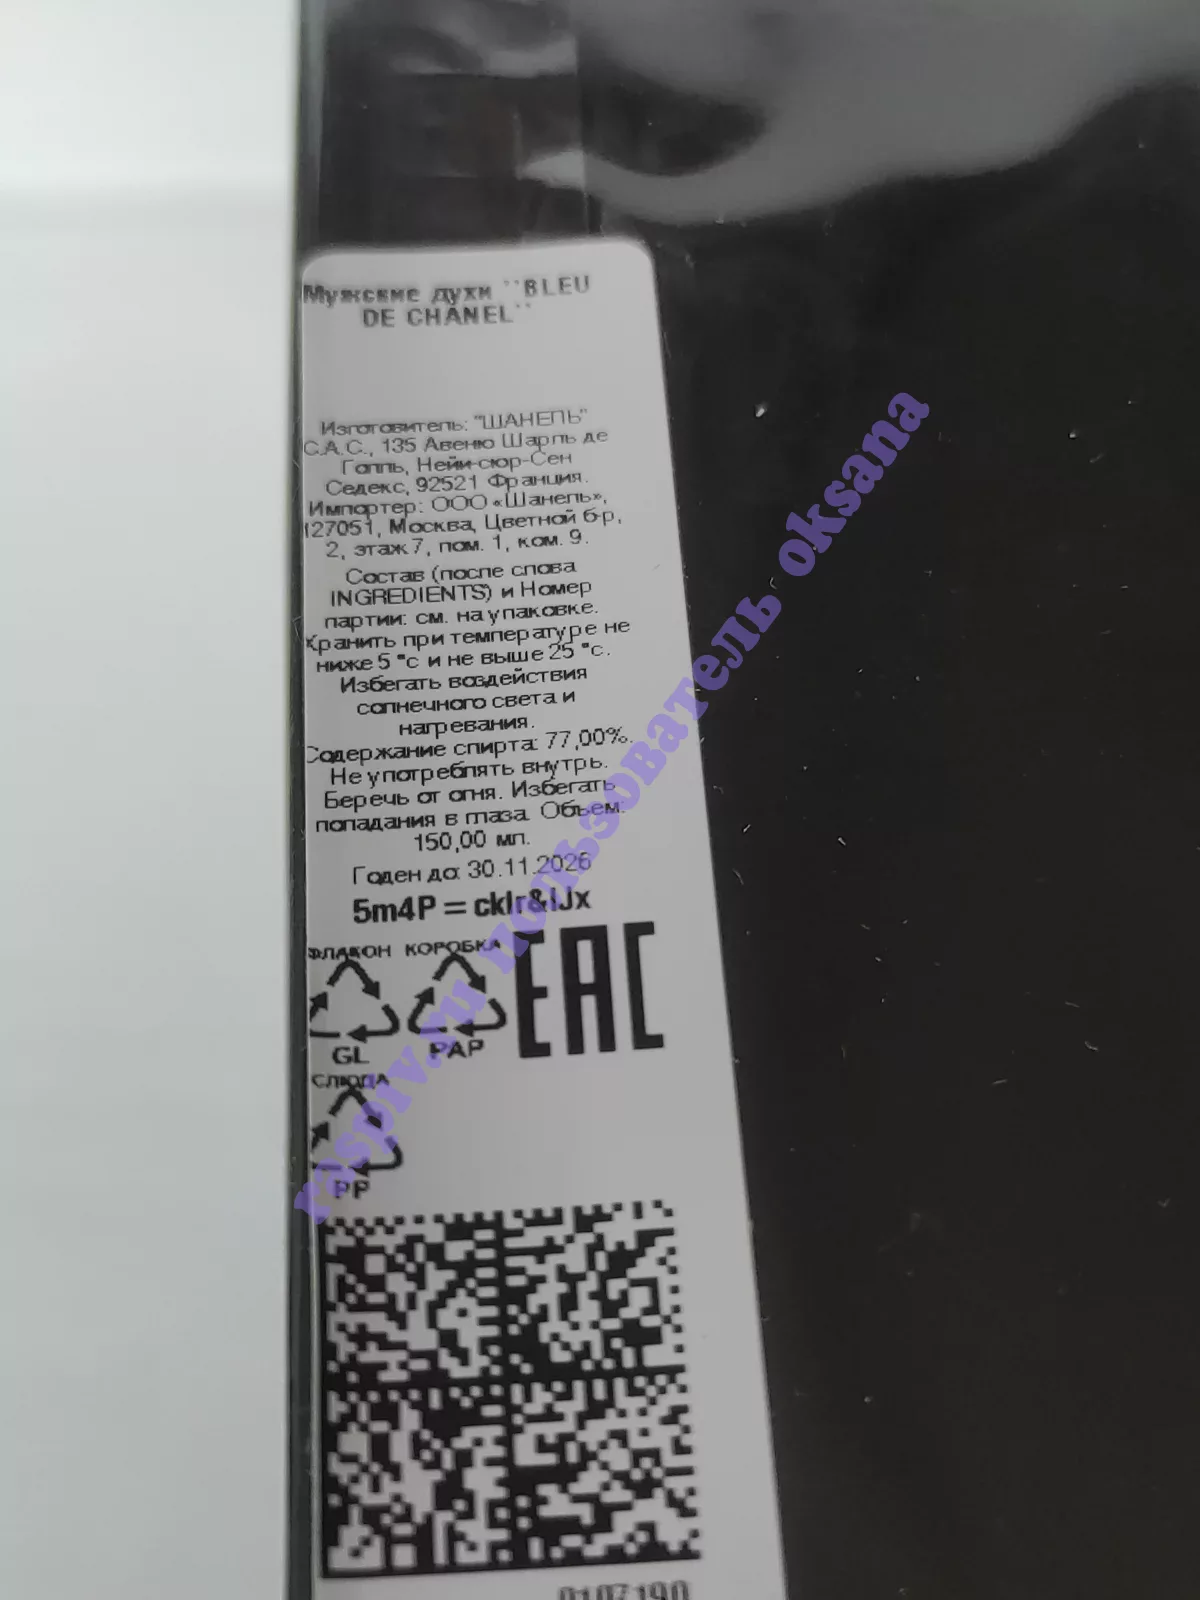 Мужские духи ''BLEU
DE CHANEL''
Изготовитель: "ШАНЕЛЬ"
С.А.С., 135 Авеню Шарль де
Голль, Нейи-сюр-Сен
Седекс, 92521 Франция.
Импортер: ООО «Шанель»,
127051, Москва, Цветной б-р,
2, этаж 7, пом. 1, ком. 9.
Состав (после слова
INGREDIENTS) и Номер
партии: см. на упаковке.
Хранить при температуре не
ниже 5 °с и не выше 25 °с.
Избегать воздействия
солнечного света и
нагревания.
Содержание спирта: 77,00%.
Не употреблять внутрь.
Беречь от огня. Избегать
попадания в глаза. Объем:
150,00 мл.
Годен до: 30.11.2026
ФЛАКОН КОРОБКА
EAC
GL PAP
СЛЮДА
PP
raspiv.ru пользователь oksana